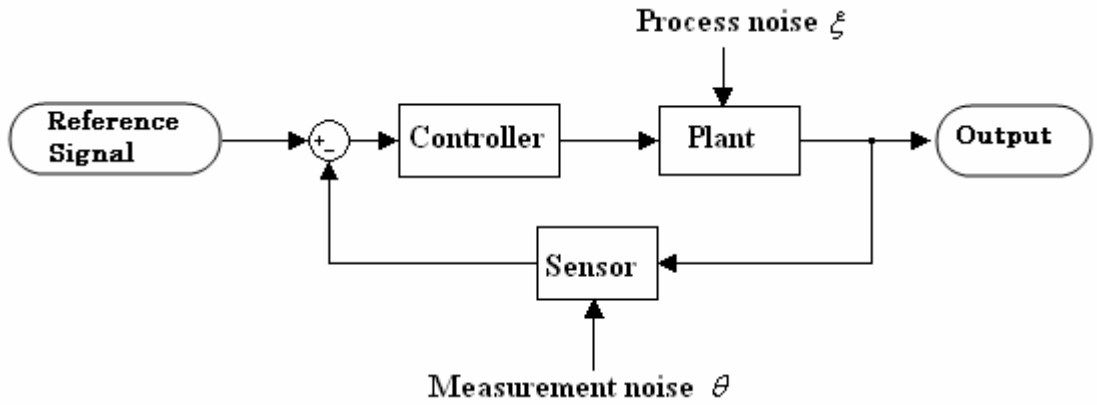 Process noise ξ
Reference
Signal
+
−
Controller
Plant
Output
Sensor
Measurement noise θ